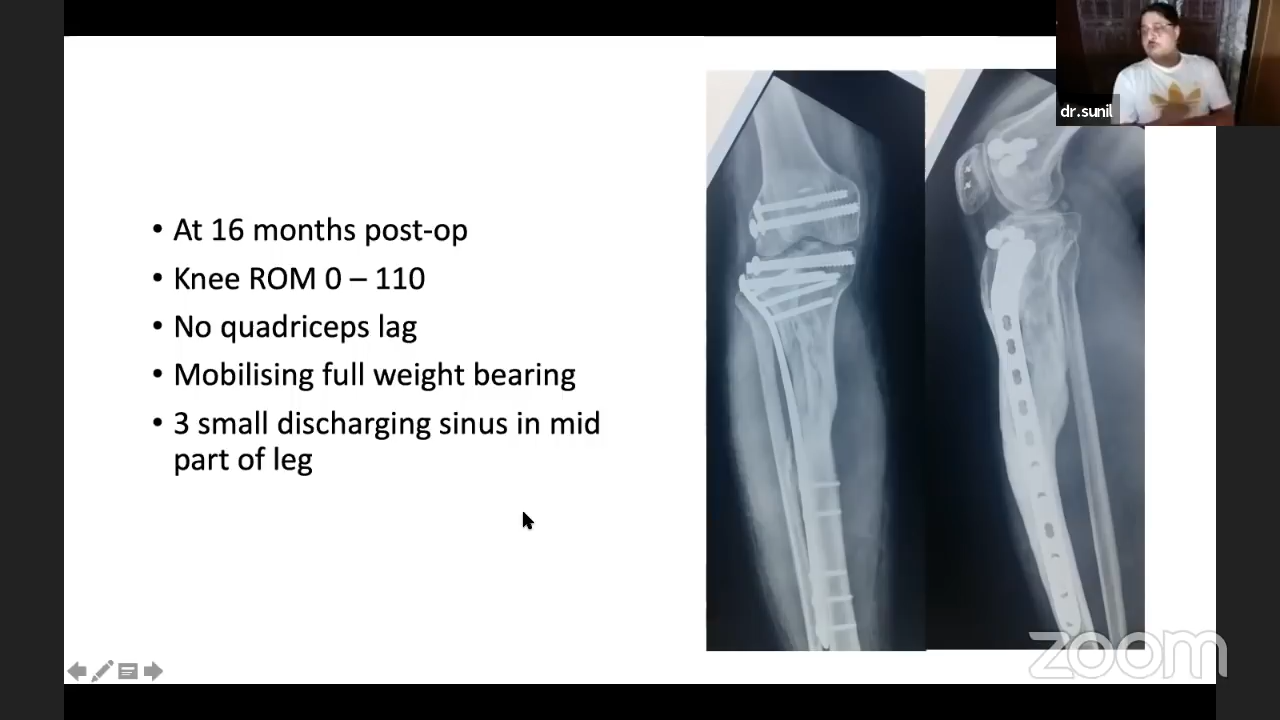 dr.sunil
• At 16 months post-op
• Knee ROM 0 – 110
• No quadriceps lag
• Mobilising full weight bearing
• 3 small discharging sinus in mid
part of leg
zoom